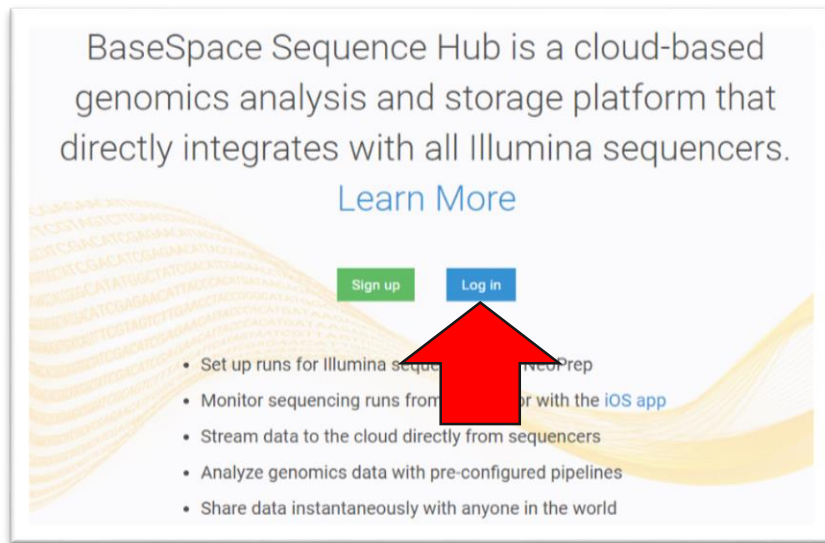 BaseSpace Sequence Hub is a cloud-based
genomics analysis and storage platform that
directly integrates with all Illumina sequencers.
Learn More
Sign up Log in
• Set up runs for Illumina NeoPrep
• Monitor sequencing runs from or with the iOS app
• Stream data to the cloud directly from sequencers
• Analyze genomics data with pre-configured pipelines
• Share data instantaneously with anyone in the world